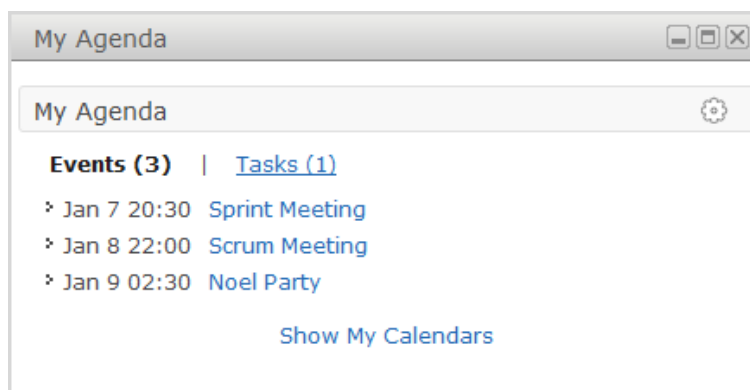 My Agenda
My Agenda
Events (3) | Tasks (1)
Jan 7 20:30 Sprint Meeting
Jan 8 22:00 Scrum Meeting
Jan 9 02:30 Noel Party
Show My Calendars